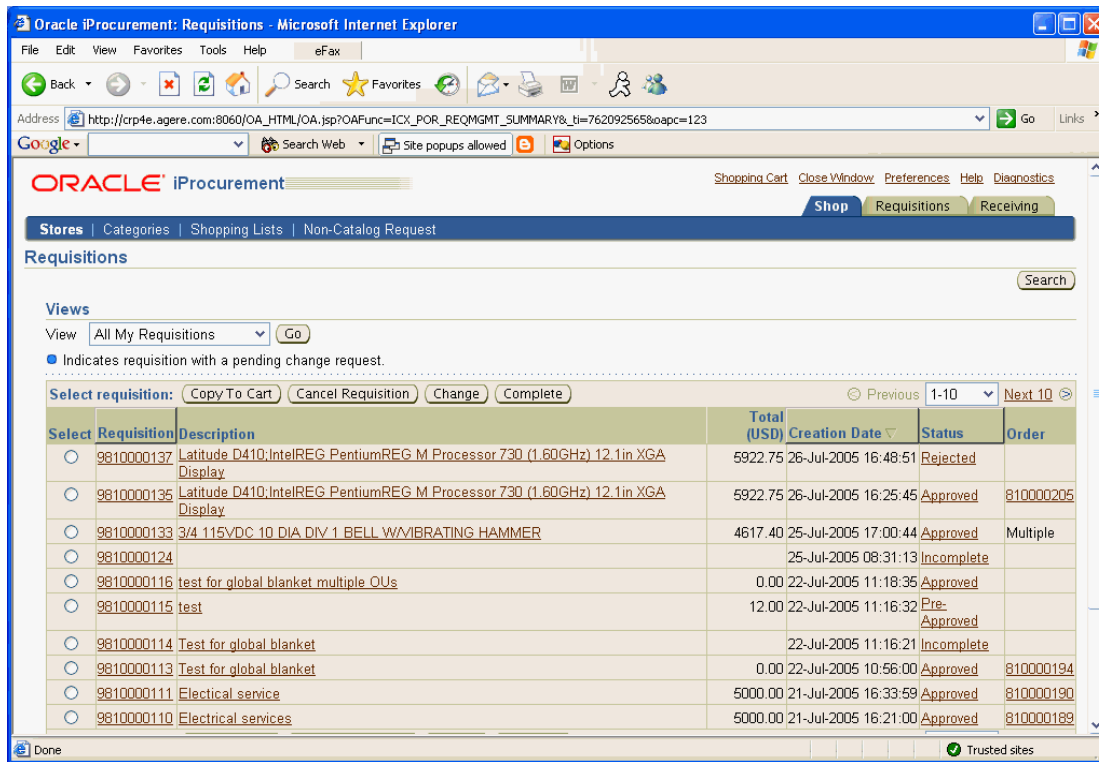 Oracle iProcurement: Requisitions - Microsoft Internet Explorer
File Edit View Favorites Tools Help eFax
Back Search Favorites
Address http://crp4e.agere.com:8060/OA_HTML/OA.jsp?OAFunc=ICX_POR_REQMGMT_SUMMARY&_ti=762092565&oapc=123 Go Links
Google Search Web Site popups allowed Options
ORACLE iProcurement Shopping Cart Close Window Preferences Help Diagnostics
Shop Requisitions Receiving
Stores | Categories | Shopping Lists | Non-Catalog Request
Requisitions
Search
Views
View All My Requisitions Go
Indicates requisition with a pending change request.
Select requisition: Copy To Cart Cancel Requisition Change Complete Previous 1-10 Next 10
Select Requisition Description Total (USD) Creation Date Status Order
9810000137 Latitude D410;IntelREG PentiumREG M Processor 730 (1.60GHz) 12.1in XGA Display 5922.75 26-Jul-2005 16:48:51 Rejected
9810000135 Latitude D410;IntelREG PentiumREG M Processor 730 (1.60GHz) 12.1in XGA Display 5922.75 26-Jul-2005 16:25:45 Approved 810000205
9810000133 3/4 115VDC 10 DIA DIV 1 BELL W/VIBRATING HAMMER 4617.40 25-Jul-2005 17:00:44 Approved Multiple
9810000124 25-Jul-2005 08:31:13 Incomplete
9810000116 test for global blanket multiple OUs 0.00 22-Jul-2005 11:18:35 Approved
9810000115 test 12.00 22-Jul-2005 11:16:32 Pre-Approved
9810000114 Test for global blanket 22-Jul-2005 11:16:21 Incomplete
9810000113 Test for global blanket 0.00 22-Jul-2005 10:56:00 Approved 810000194
9810000111 Electical service 5000.00 21-Jul-2005 16:33:59 Approved 810000190
9810000110 Electrical services 5000.00 21-Jul-2005 16:21:00 Approved 810000189
Done Trusted sites